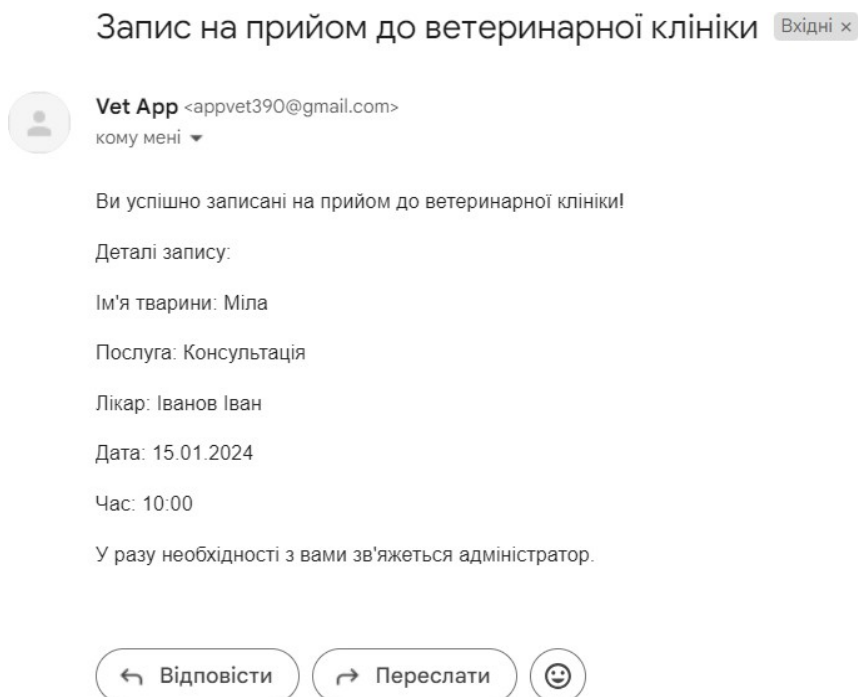 Запис на прийом до ветеринарної клініки Вхідні ×
Vet App <appvet390@gmail.com>
кому мені
Ви успішно записані на прийом до ветеринарної клініки!
Деталі запису:
Ім'я тварини: Міла
Послуга: Консультація
Лікар: Іванов Іван
Дата: 15.01.2024
Час: 10:00
У разу необхідності з вами зв'яжеться адміністратор.
Відповісти Переслати